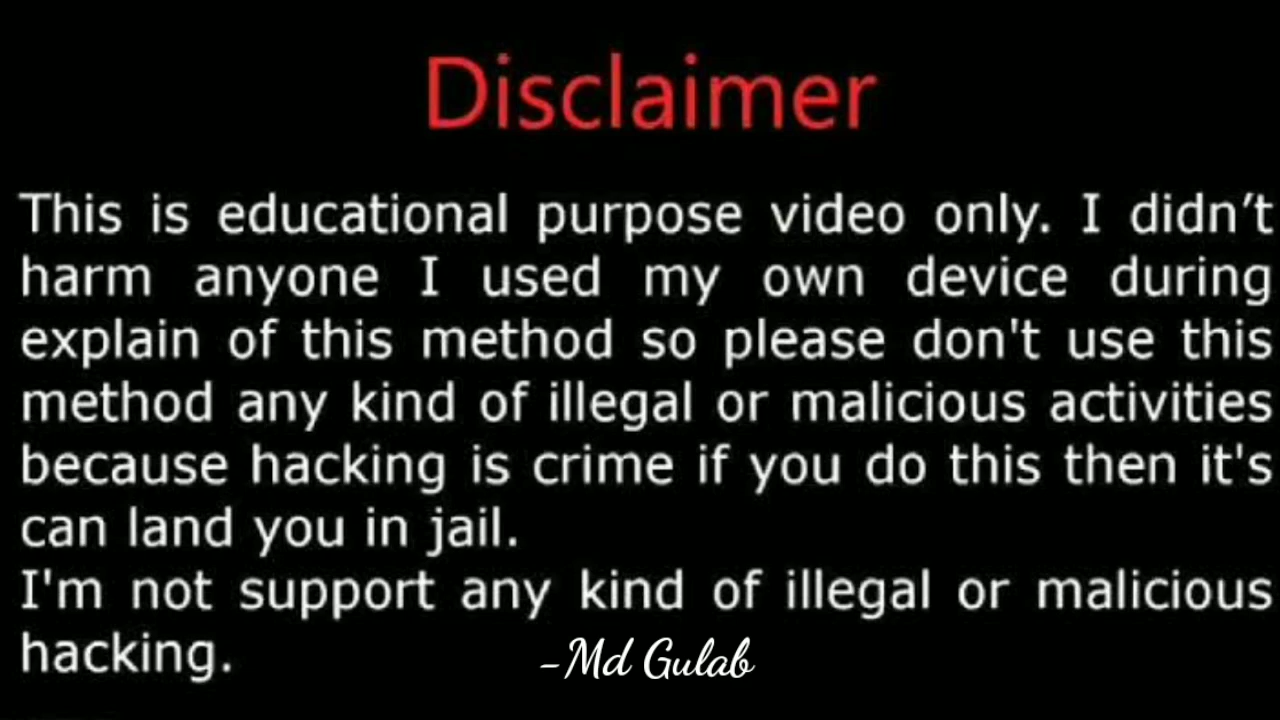 Disclaimer
This is educational purpose video only. I didn’t
harm anyone I used my own device during
explain of this method so please don't use this
method any kind of illegal or malicious activities
because hacking is crime if you do this then it's
can land you in jail.
I'm not support any kind of illegal or malicious
hacking.
-Md Gulab